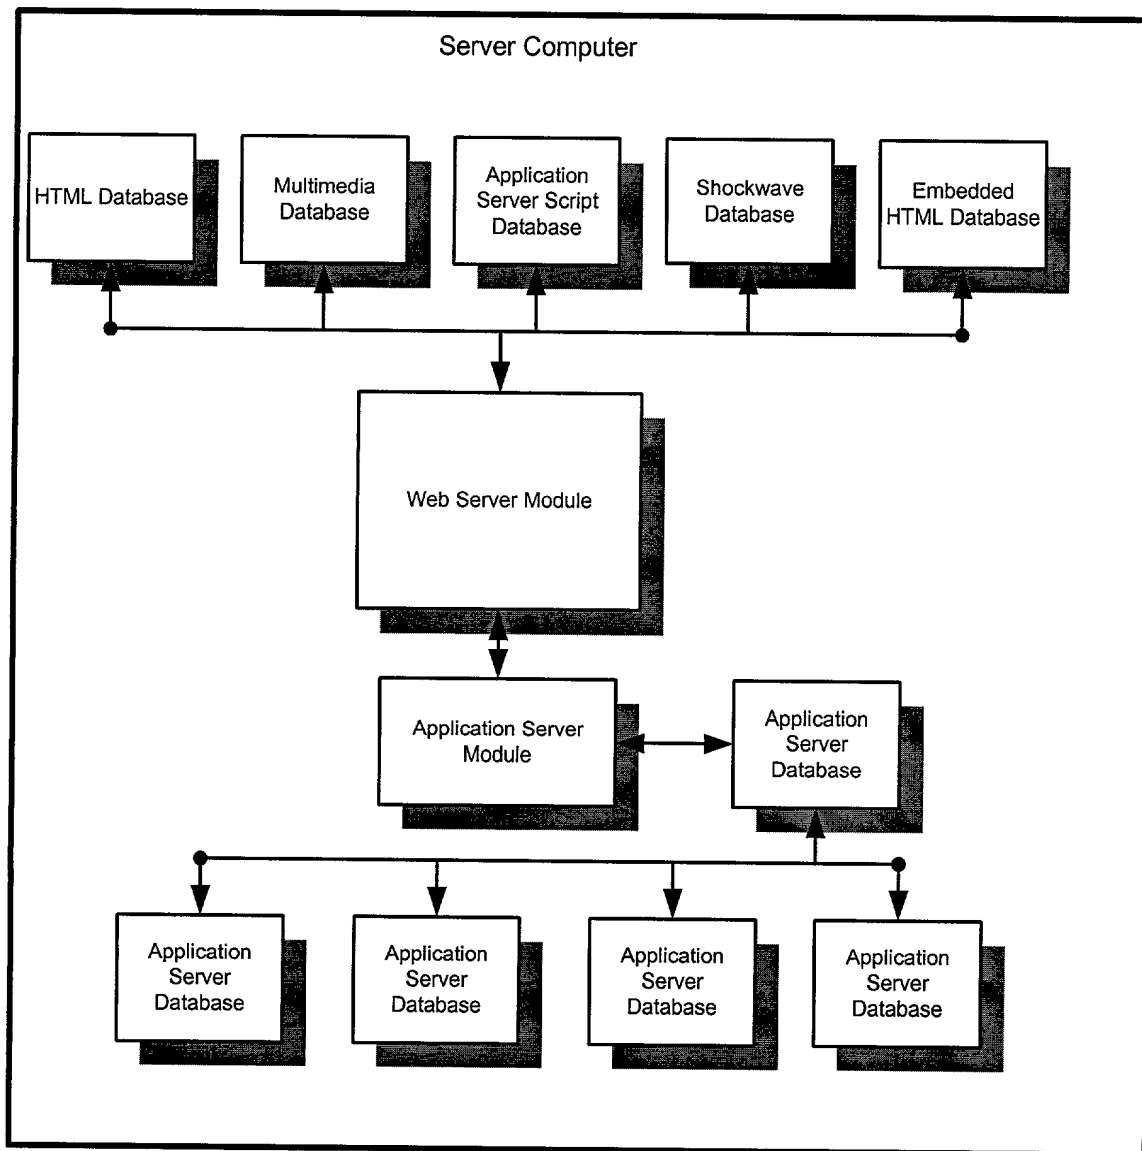 Server Computer
HTML Database
Multimedia
Database
Application
Server Script
Database
Shockwave
Database
Embedded
HTML Database
Web Server Module
Application Server
Module
Application
Server
Database
Application
Server
Database
Application
Server
Database
Application
Server
Database
Application
Server
Database